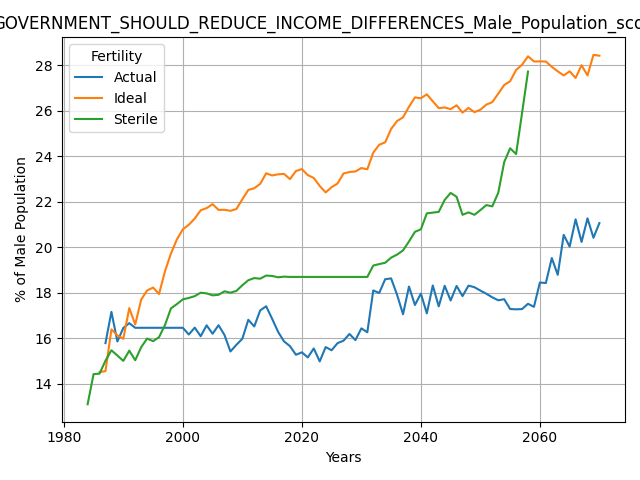 GOVERNMENT_SHOULD_REDUCE_INCOME_DIFFERENCES_Male_Population_sco
Fertility
Actual
Ideal
Sterile
28
26
24
22
20
18
16
14
% of Male Population
1980
2000
2020
2040
2060
Years